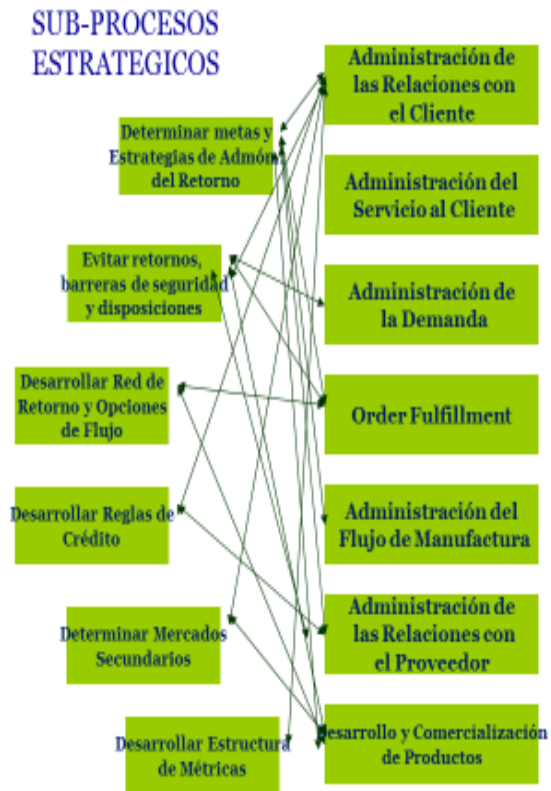 SUB-PROCESOS
ESTRATEGICOS
Determinar metas y
Estrategias de Admón.
del Retorno
Evitar retornos,
barreras de seguridad
y disposiciones
Desarrollar Red de
Retorno y Opciones
de Flujo
Desarrollar Reglas de
Crédito
Determinar Mercados
Secundarios
Desarrollar Estructura
de Métricas
Administración de
las Relaciones con
el Cliente
Administración del
Servicio al Cliente
Administración de
la Demanda
Order Fulfillment
Administración del
Flujo de Manufactura
Administración de
las Relaciones con
el Proveedor
Desarrollo y Comercialización
de Productos